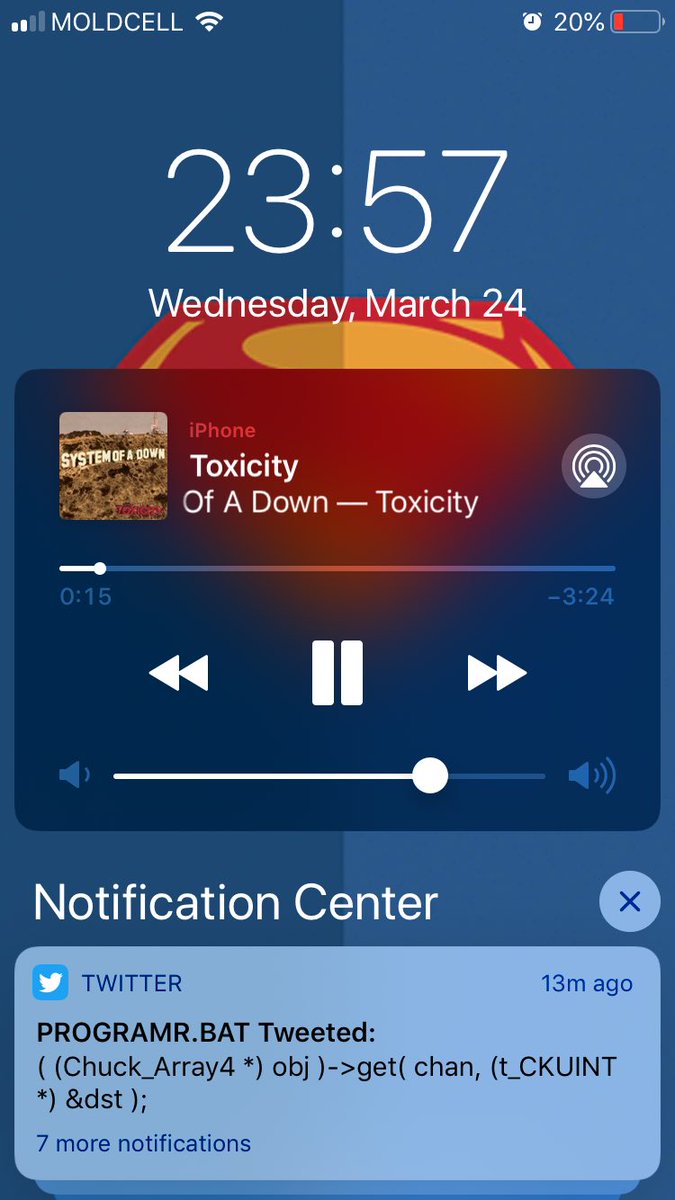 MOLDCELL 20%
23:57
Wednesday, March 24
SYSTEM OF A DOWN
TOXICITY
iPhone
Toxicity
Of A Down — Toxicity
0:15 −3:24
Notification Center
TWITTER 13m ago
PROGRAMR.BAT Tweeted:
( (Chuck_Array4 *) obj )->get( chan, (t_CKUINT
*) &dst );
7 more notifications